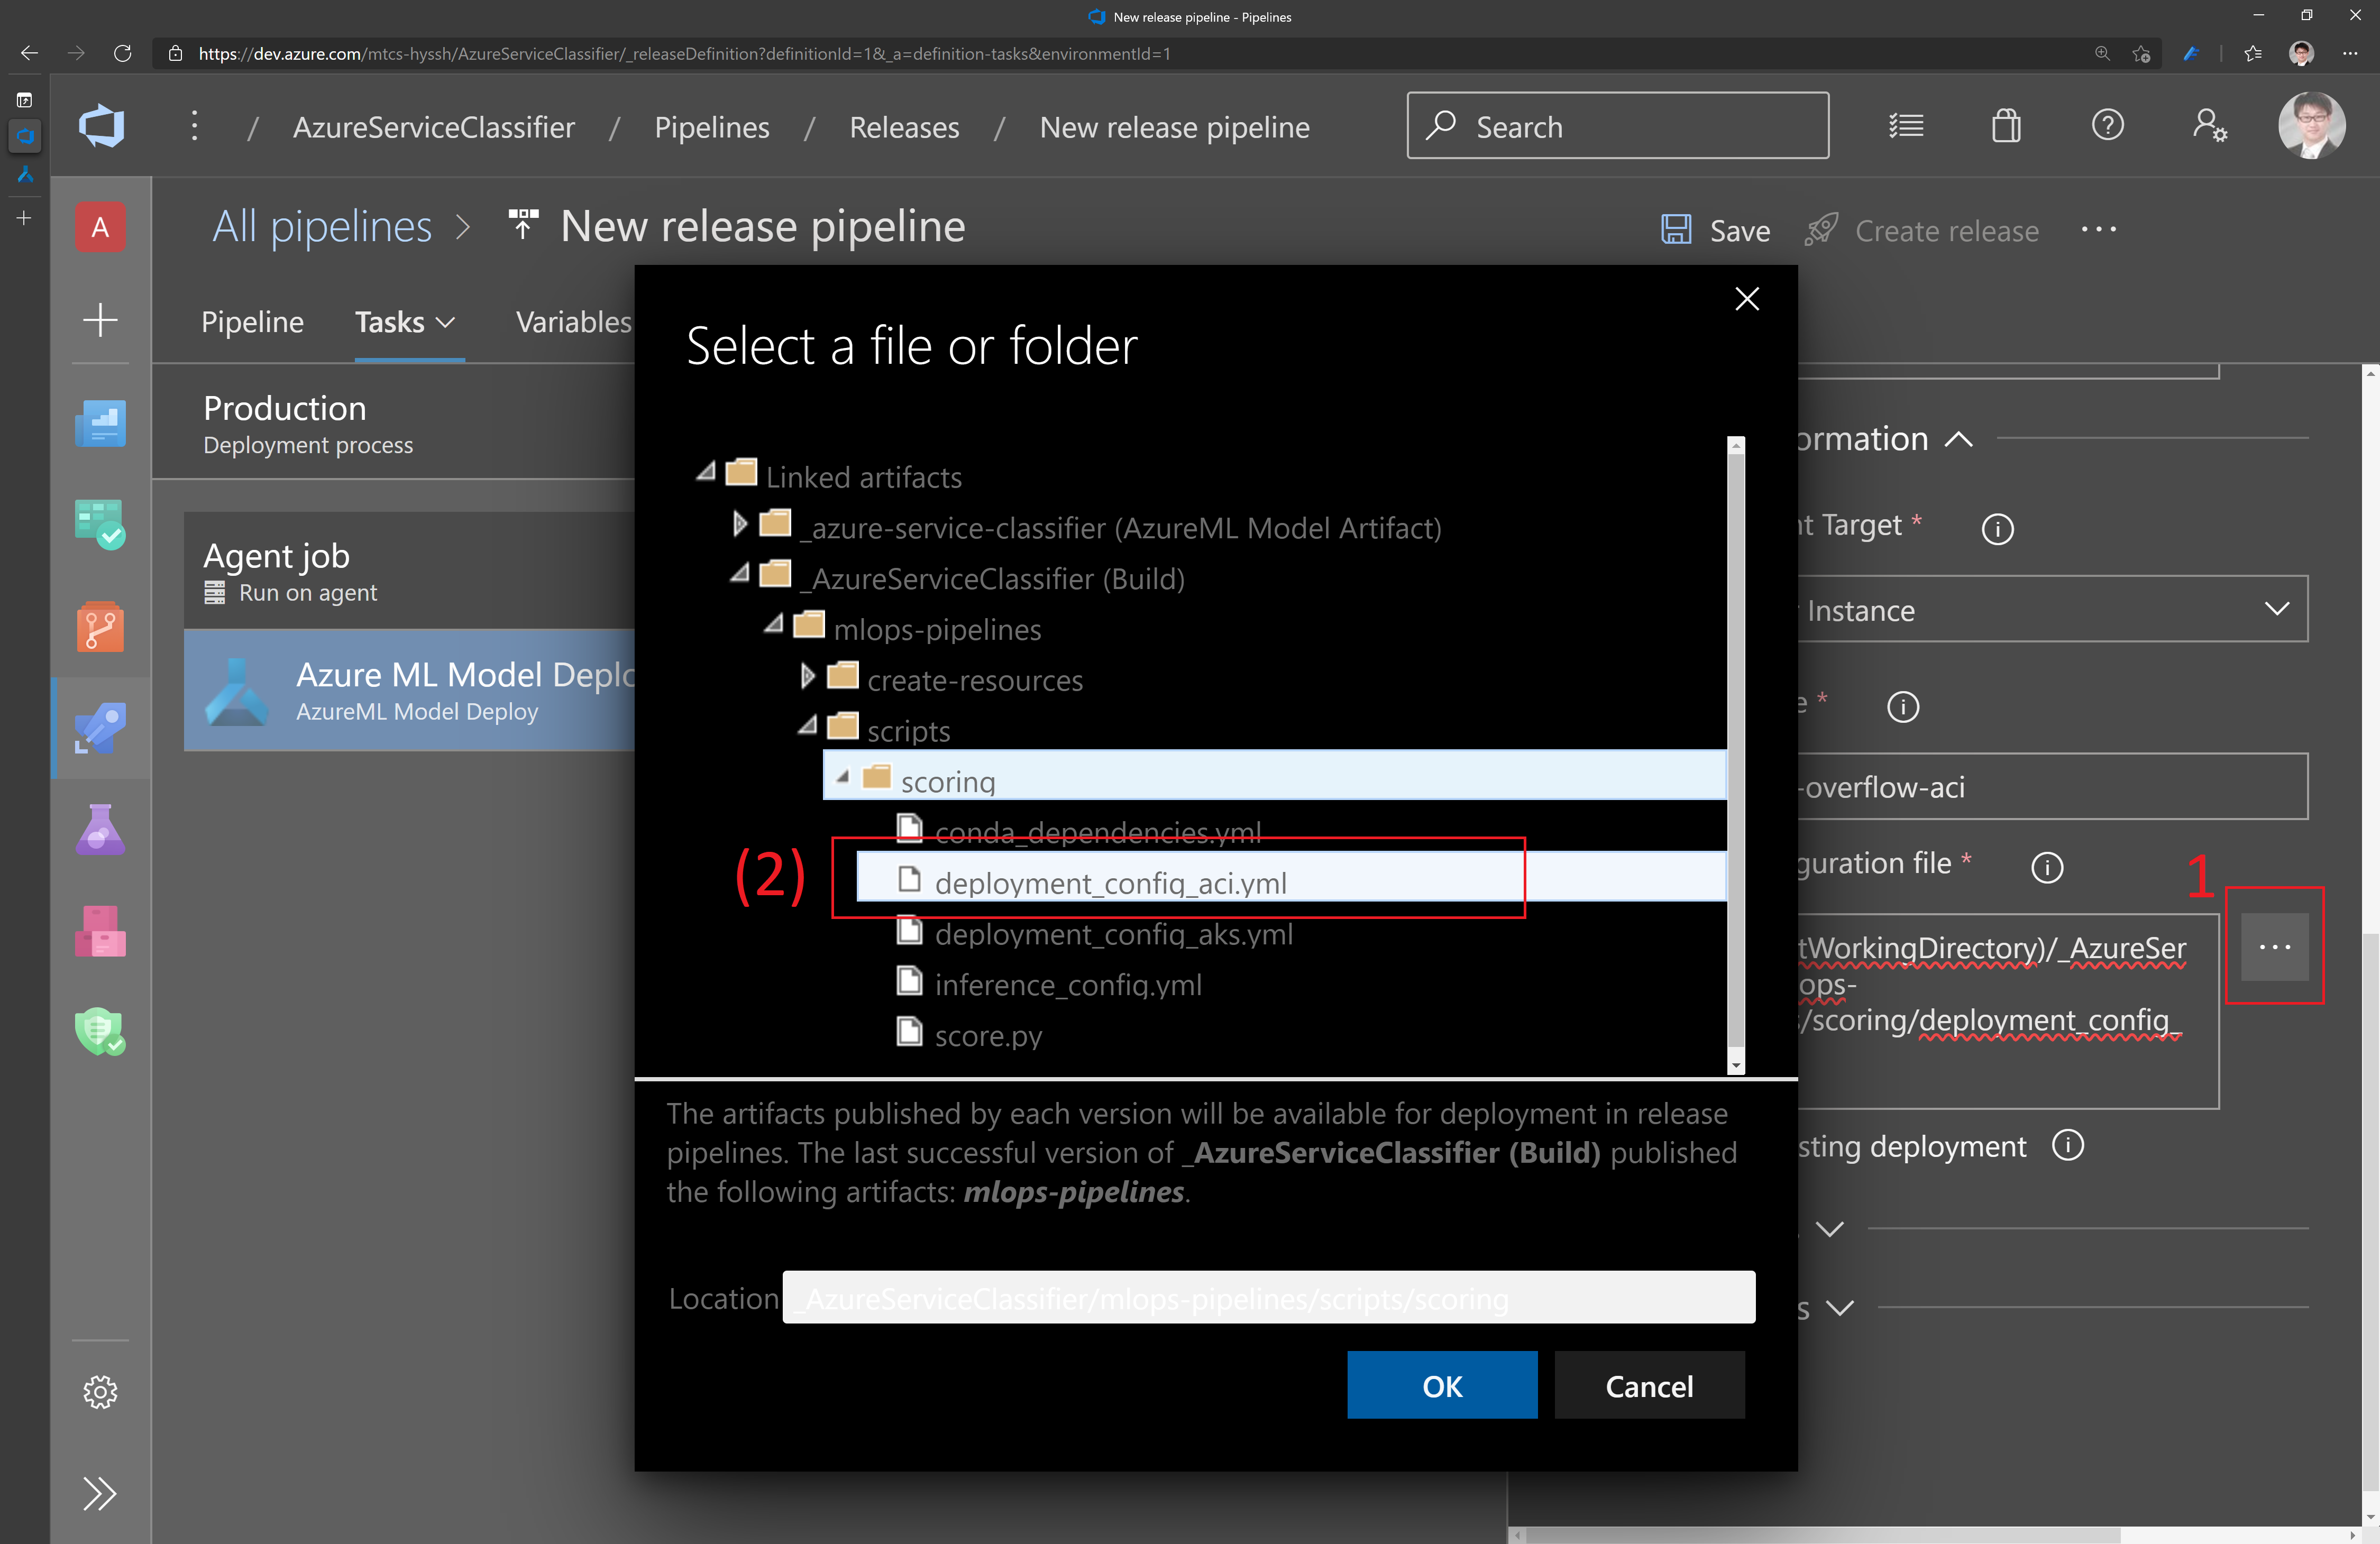 New release pipeline - Pipelines
https://dev.azure.com/mtcs-hyssh/AzureServiceClassifier/_releaseDefinition?definitionId=1&_a=definition-tasks&environmentId=1
/ AzureServiceClassifier / Pipelines / Releases / New release pipeline
Search
A
All pipelines > New release pipeline
Save
Create release
Pipeline
Tasks
Variables
Production
Deployment process
Agent job
Run on agent
Azure ML Model Deplo
AzureML Model Deploy
Select a file or folder
Linked artifacts
_azure-service-classifier (AzureML Model Artifact)
_AzureServiceClassifier (Build)
mlops-pipelines
create-resources
scripts
scoring
conda_dependencies.yml
(2)
deployment_config_aci.yml
deployment_config_aks.yml
inference_config.yml
score.py
The artifacts published by each version will be available for deployment in release
pipelines. The last successful version of _AzureServiceClassifier (Build) published
the following artifacts: mlops-pipelines.
Location
_AzureServiceClassifier/mlops-pipelines/scripts/scoring
OK
Cancel
ormation
nt Target *
r Instance
e *
-overflow-aci
guration file *
1
tWorkingDirectory)/_AzureSer
ops-
s/scoring/deployment_config_
sting deployment
s